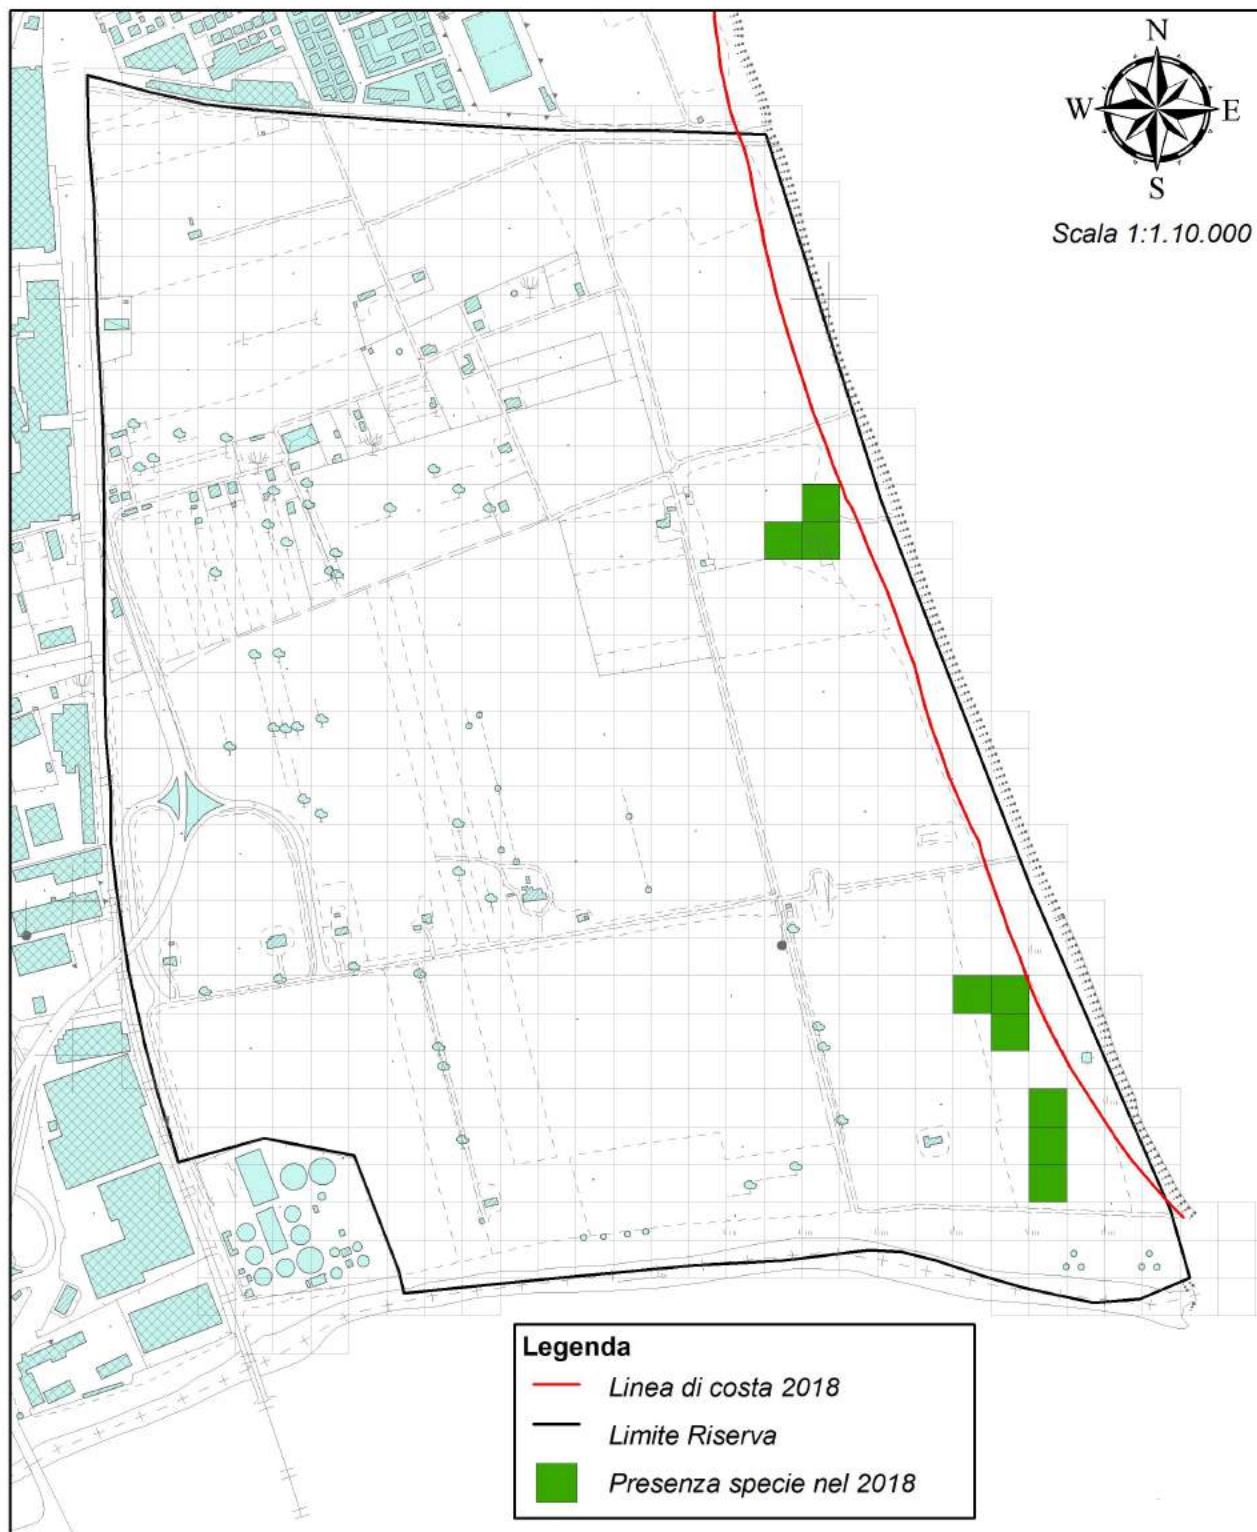 N
W E
S
Scala 1:1.10.000
Legenda
Linea di costa 2018
Limite Riserva
Presenza specie nel 2018